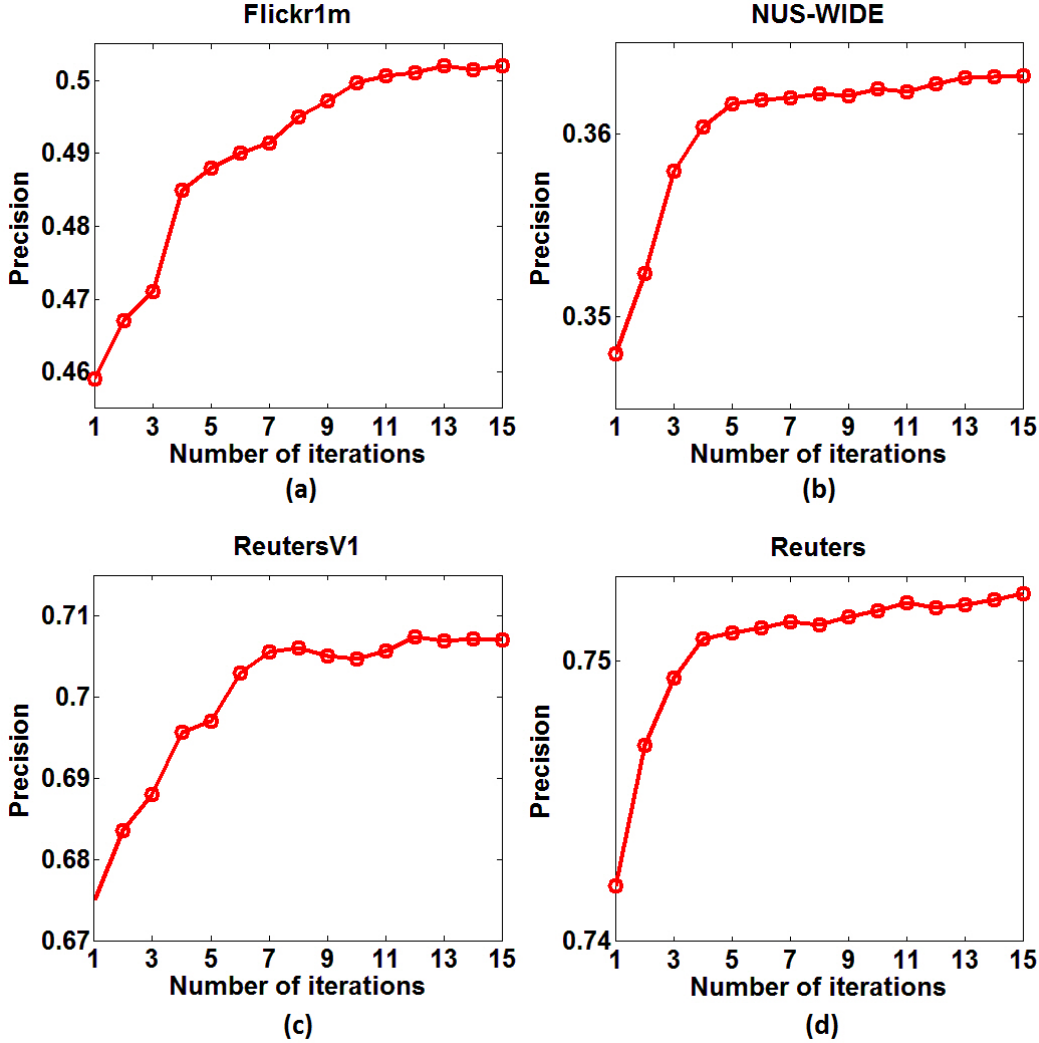 Flickr1m
0.5
0.49
0.48
0.47
0.46
Precision
1 3 5 7 9 11 13 15
Number of iterations
(a)
NUS-WIDE
0.36
0.35
Precision
1 3 5 7 9 11 13 15
Number of iterations
(b)
ReutersV1
0.71
0.7
0.69
0.68
0.67
Precision
1 3 5 7 9 11 13 15
Number of iterations
(c)
Reuters
0.75
0.74
Precision
1 3 5 7 9 11 13 15
Number of iterations
(d)